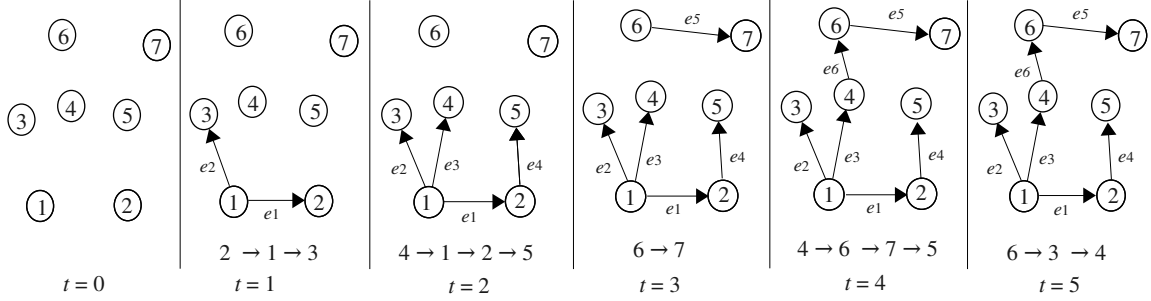 6
7
3
4
5
1
2
t = 0
6
7
3
4
5
e2
1
e1
2
2 → 1 → 3
t = 1
6
7
3
4
5
e2
e3
e4
1
e1
2
4 → 1 → 2 → 5
t = 2
6
e5
7
3
4
5
e2
e3
e4
1
e1
2
6 → 7
t = 3
6
e5
7
e6
3
4
5
e2
e3
e4
1
e1
2
4 → 6 → 7 → 5
t = 4
6
e5
7
e6
3
4
5
e2
e3
e4
1
e1
2
6 → 3 → 4
t = 5